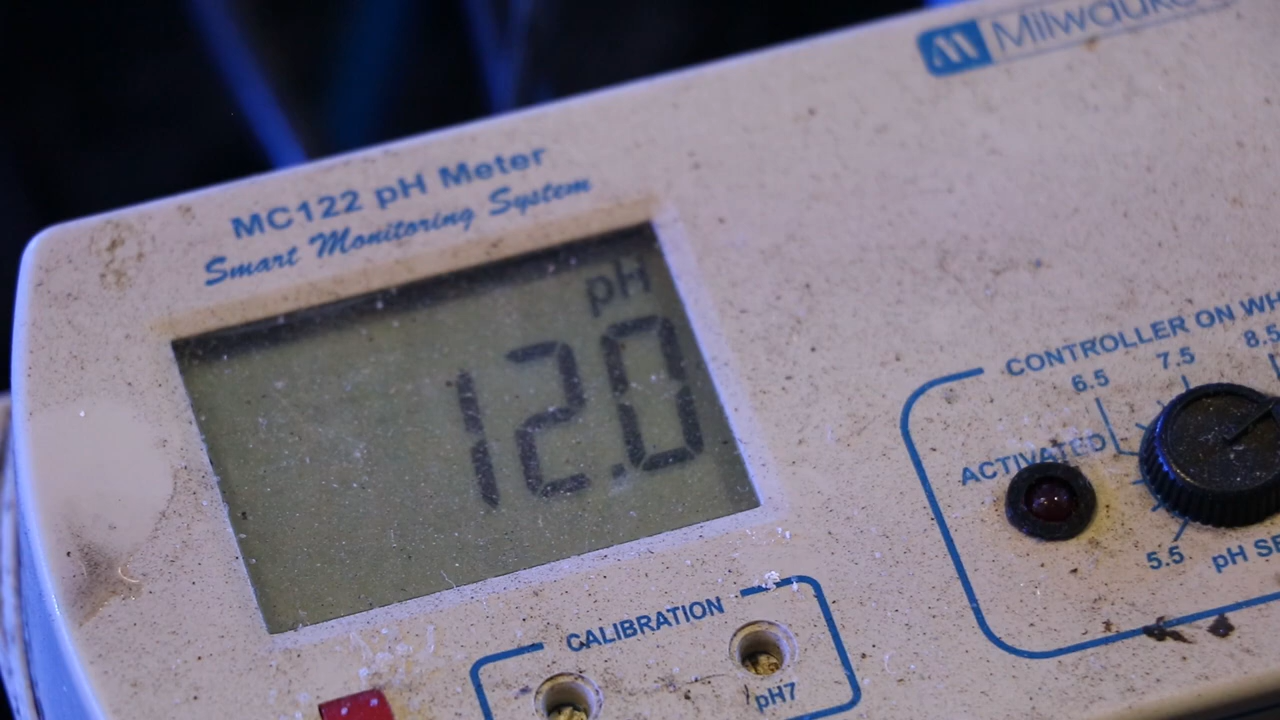 Milwauke
MC122 pH Meter
Smart Monitoring System
pH
12.0
CONTROLLER ON WH
6.5 7.5 8.5
ACTIVATED
5.5 pH SE
CALIBRATION
pH7